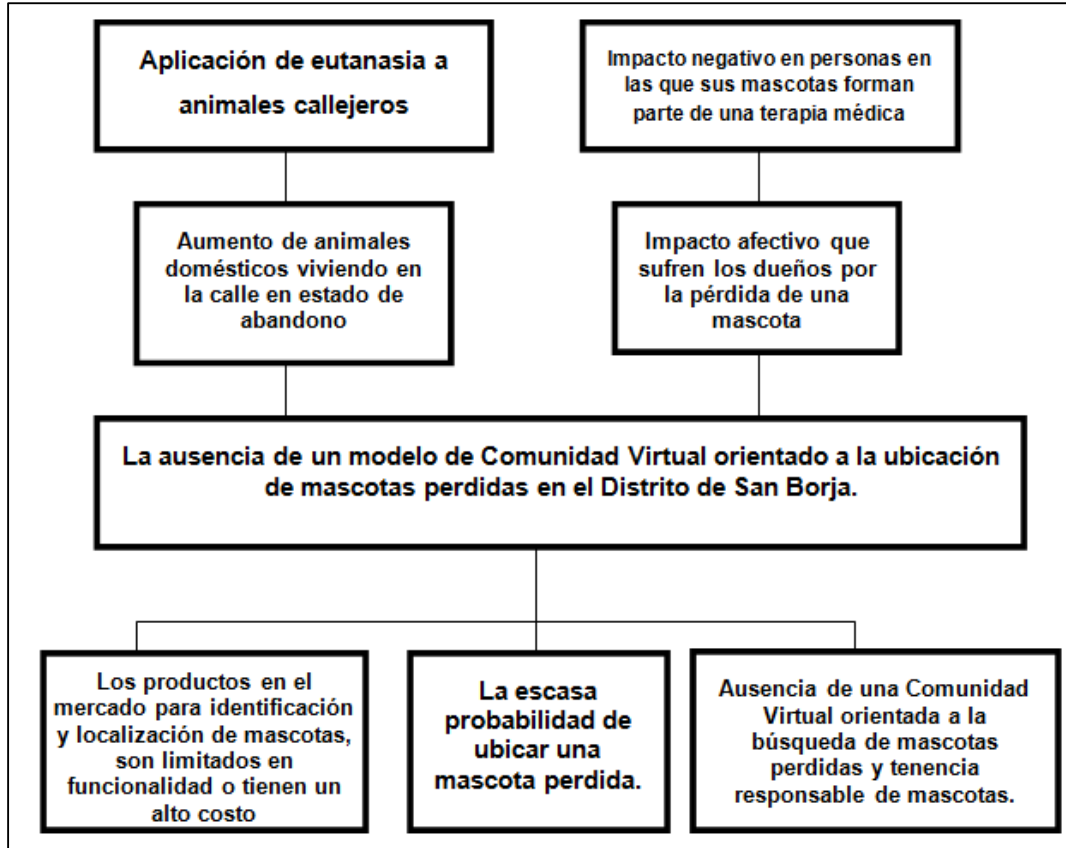 Aplicación de eutanasia a
animales callejeros
Impacto negativo en personas en
las que sus mascotas forman
parte de una terapia médica
Aumento de animales
domésticos viviendo en
la calle en estado de
abandono
Impacto afectivo que
sufren los dueños por
la pérdida de una
mascota
La ausencia de un modelo de Comunidad Virtual orientado a la ubicación
de mascotas perdidas en el Distrito de San Borja.
Los productos en el
mercado para identificación
y localización de mascotas,
son limitados en
funcionalidad o tienen un
alto costo
La escasa
probabilidad de
ubicar una
mascota perdida.
Ausencia de una Comunidad
Virtual orientada a la
búsqueda de mascotas
perdidas y tenencia
responsable de mascotas.